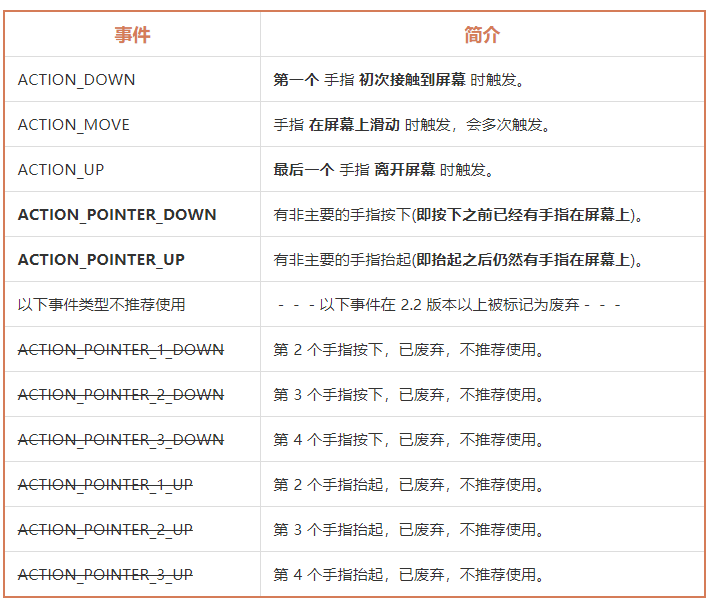 事件 简介
ACTION_DOWN 第一个 手指 初次接触到屏幕 时触发。
ACTION_MOVE 手指 在屏幕上滑动 时触发，会多次触发。
ACTION_UP 最后一个 手指 离开屏幕 时触发。
ACTION_POINTER_DOWN 有非主要的手指按下(即按下之前已经有手指在屏幕上)。
ACTION_POINTER_UP 有非主要的手指抬起(即抬起之后仍然有手指在屏幕上)。
以下事件类型不推荐使用 －－－以下事件在 2.2 版本以上被标记为废弃－－－
ACTION_POINTER_1_DOWN 第 2 个手指按下，已废弃，不推荐使用。
ACTION_POINTER_2_DOWN 第 3 个手指按下，已废弃，不推荐使用。
ACTION_POINTER_3_DOWN 第 4 个手指按下，已废弃，不推荐使用。
ACTION_POINTER_1_UP 第 2 个手指抬起，已废弃，不推荐使用。
ACTION_POINTER_2_UP 第 3 个手指抬起，已废弃，不推荐使用。
ACTION_POINTER_3_UP 第 4 个手指抬起，已废弃，不推荐使用。